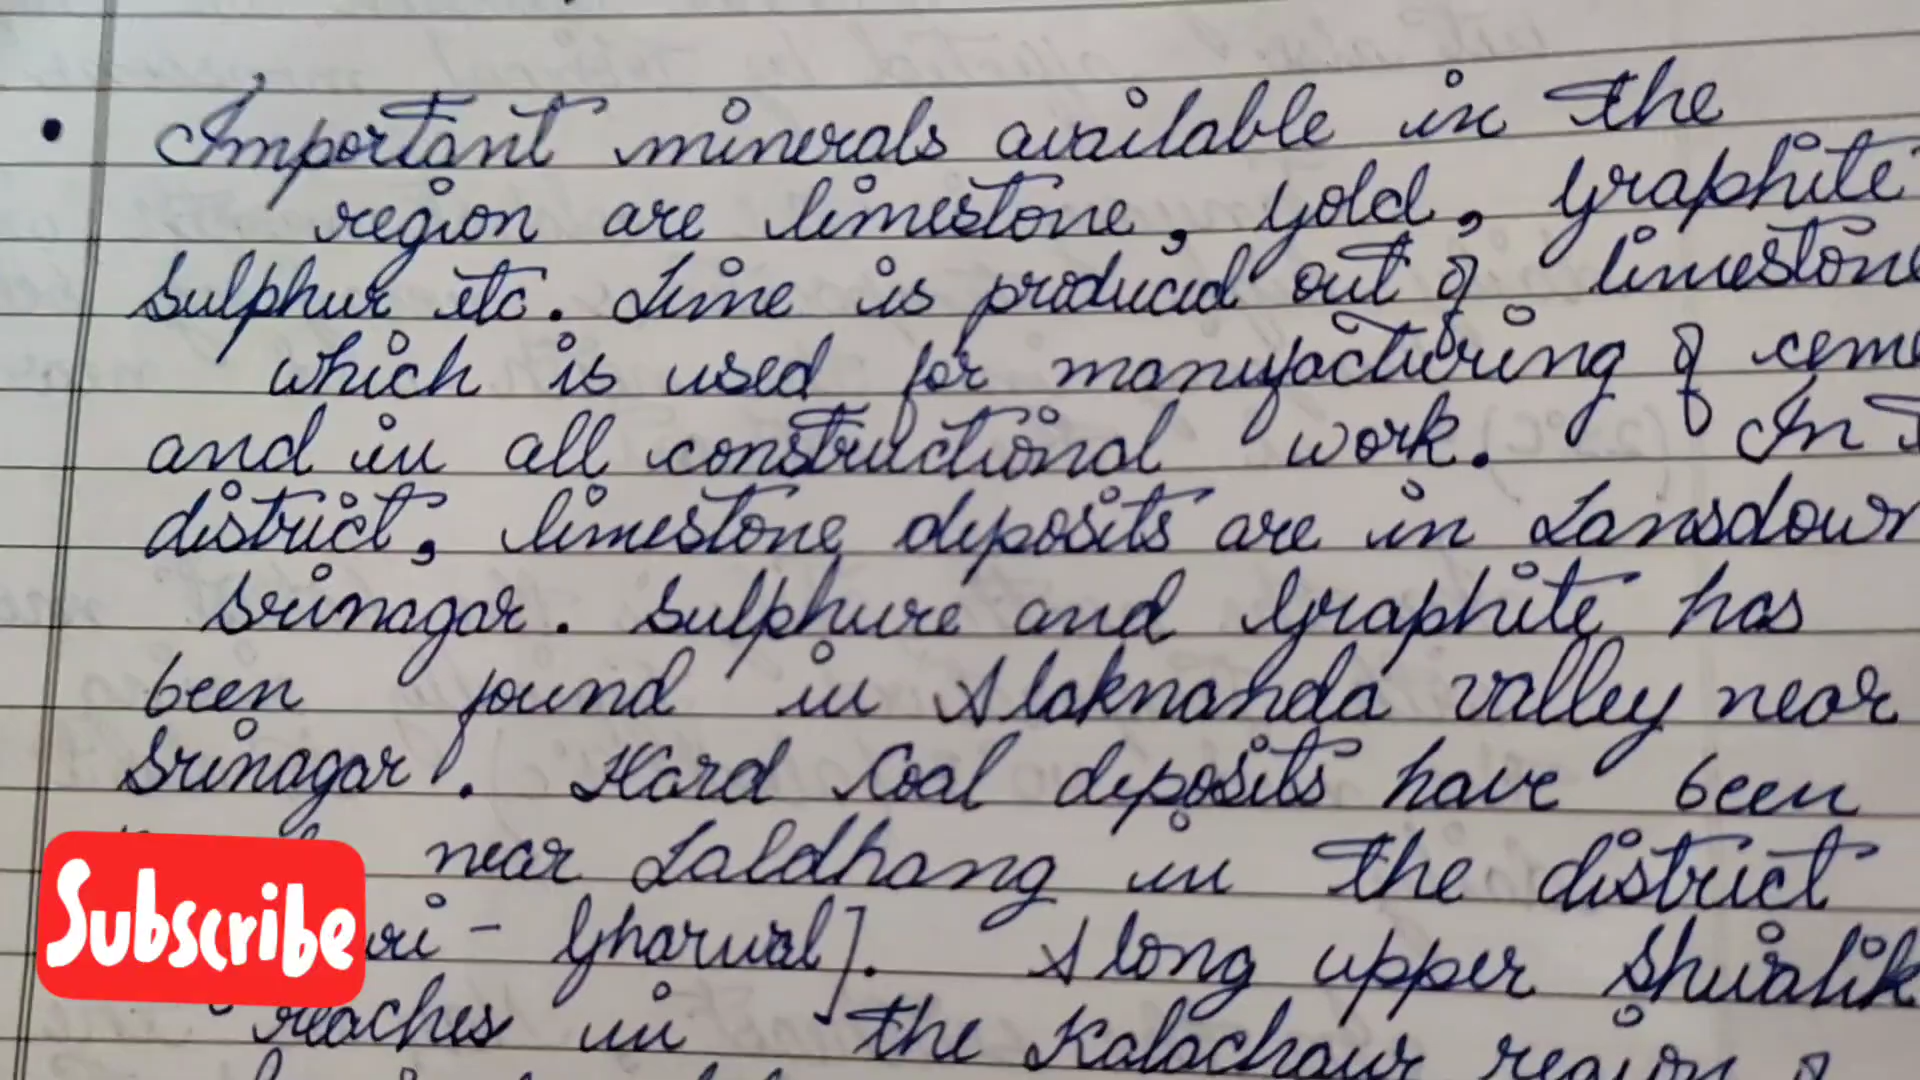 • Important minerals available in the
region are limestone, Gold, Graphite
Sulphur etc. Lime is produced out of limestone
which is used for manufacturing of ceme
and in all constructional work. In
district, limestone deposits are in Lansdown
Srinagar. Sulphure and Graphite has
been found in Alaknanda valley near
Srinagar. Hard Coal deposits have been
near Laldhang in the district
Subscribe
uri - Gharwal]. Along upper Shivalik
reaches in the Kalachaur region